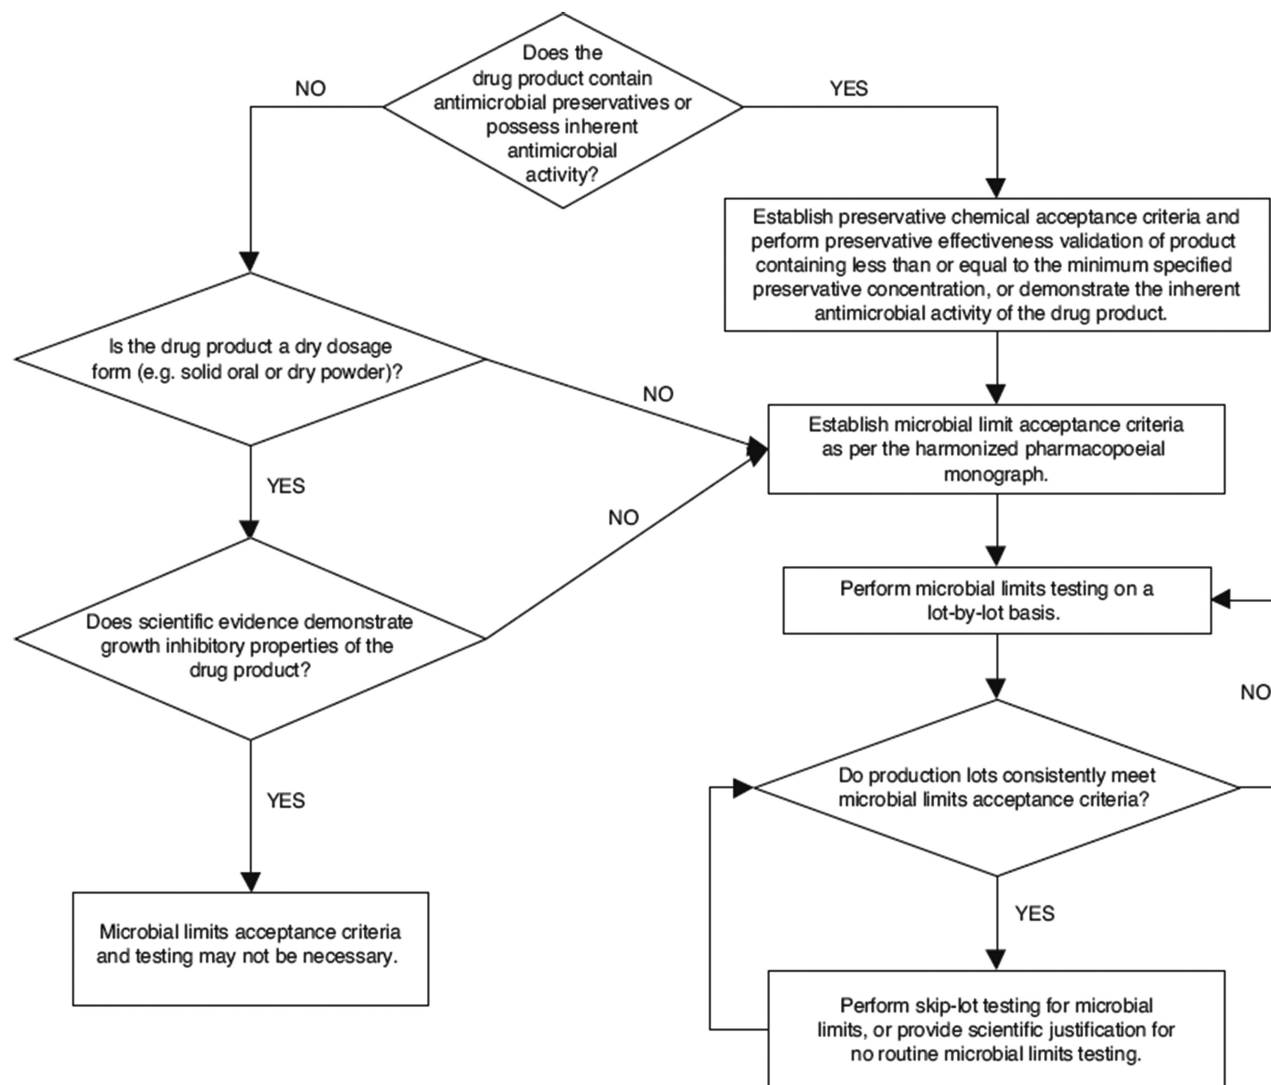 Does the
drug product contain
antimicrobial preservatives or
possess inherent
antimicrobial
activity?
NO
YES
Establish preservative chemical acceptance criteria and
perform preservative effectiveness validation of product
containing less than or equal to the minimum specified
preservative concentration, or demonstrate the inherent
antimicrobial activity of the drug product.
Is the drug product a dry dosage
form (e.g. solid oral or dry powder)?
NO
YES
Establish microbial limit acceptance criteria
as per the harmonized pharmacopoeial
monograph.
NO
Does scientific evidence demonstrate
growth inhibitory properties of the
drug product?
YES
Microbial limits acceptance criteria
and testing may not be necessary.
Perform microbial limits testing on a
lot-by-lot basis.
NO
Do production lots consistently meet
microbial limits acceptance criteria?
YES
Perform skip-lot testing for microbial
limits, or provide scientific justification for
no routine microbial limits testing.